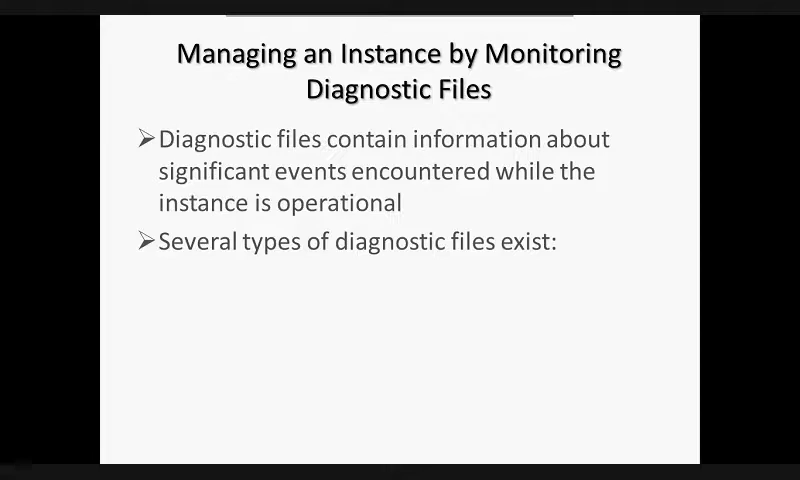 Managing an Instance by Monitoring
Diagnostic Files
Diagnostic files contain information about
significant events encountered while the
instance is operational
Several types of diagnostic files exist: